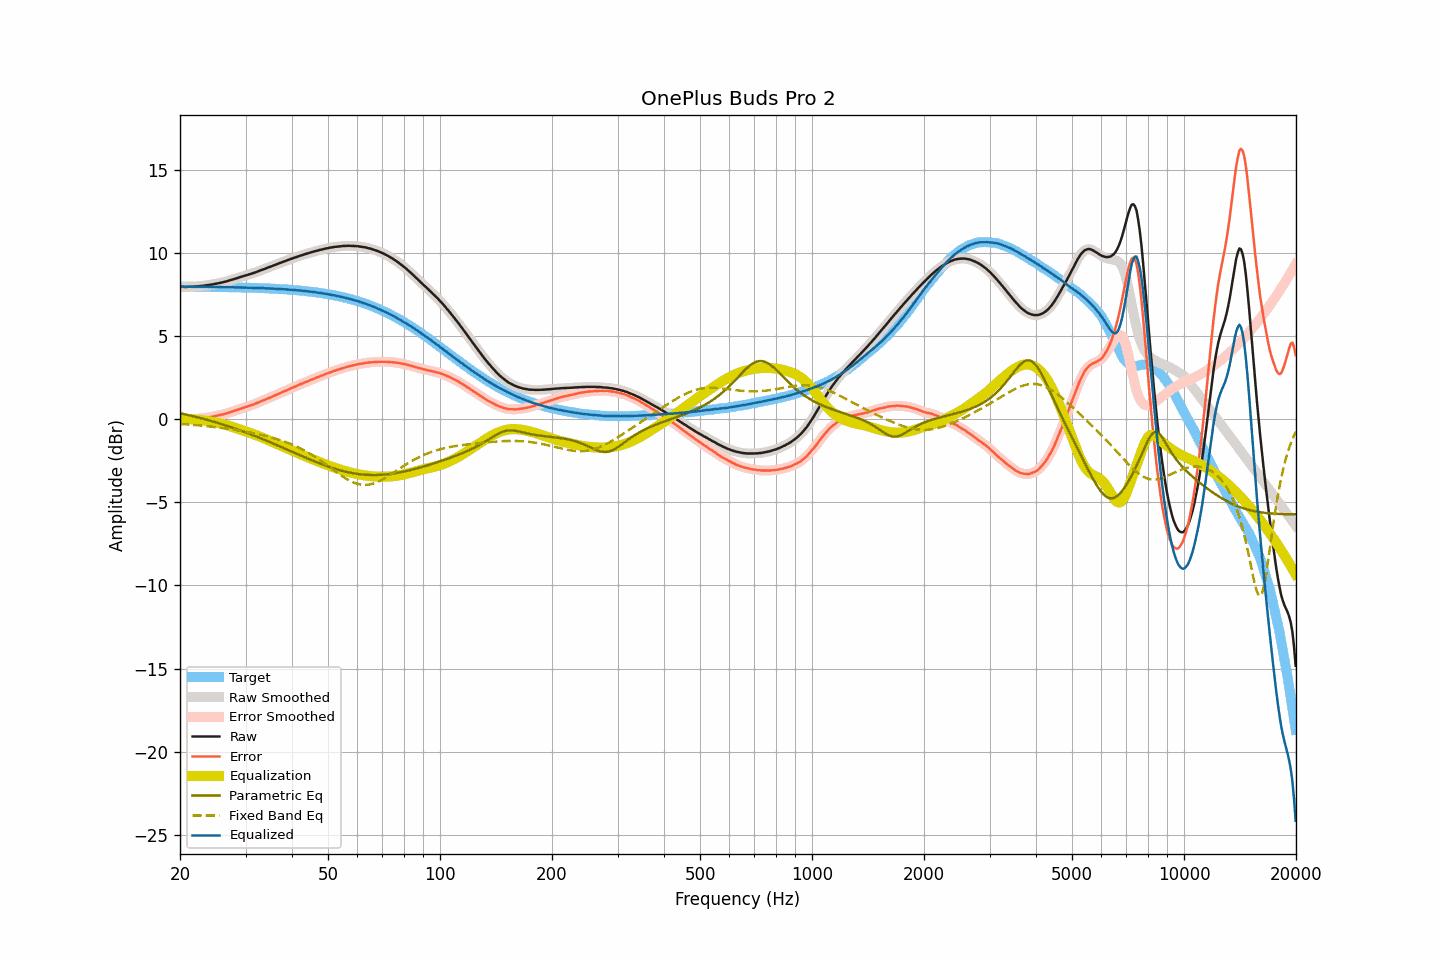 OnePlus Buds Pro 2
15
10
5
0
−5
−10
−15
−20
−25
Amplitude (dBr)
Target
Raw Smoothed
Error Smoothed
Raw
Error
Equalization
Parametric Eq
Fixed Band Eq
Equalized
20 50 100 200 500 1000 2000 5000 10000 20000
Frequency (Hz)